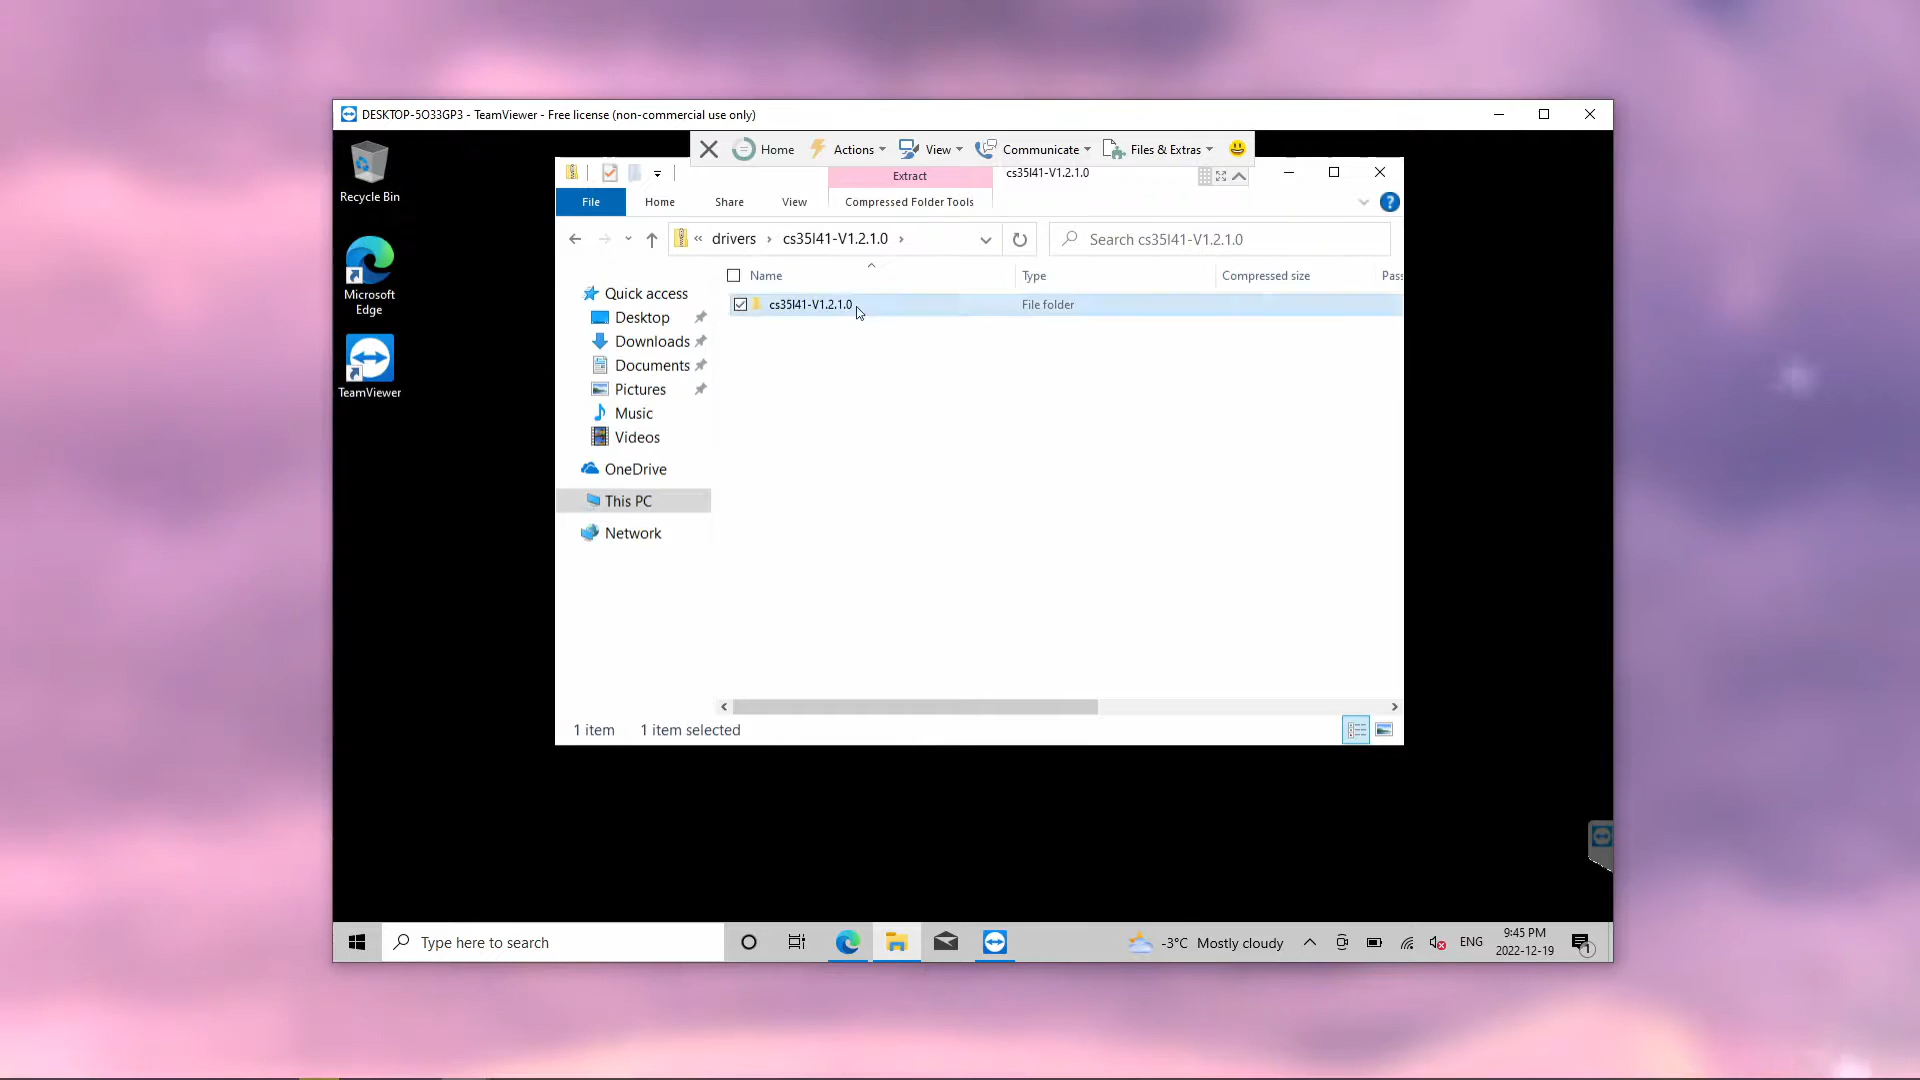 DESKTOP-5O33GP3 - TeamViewer - Free license (non-commercial use only)
Home Actions View Communicate Files & Extras
Recycle Bin
Microsoft
Edge
TeamViewer
Extract cs35l41-V1.2.1.0
File Home Share View Compressed Folder Tools
« drivers › cs35l41-V1.2.1.0 › Search cs35l41-V1.2.1.0
Name Type Compressed size Pass
cs35l41-V1.2.1.0 File folder
Quick access
Desktop
Downloads
Documents
Pictures
Music
Videos
OneDrive
This PC
Network
1 item 1 item selected
Type here to search -3°C Mostly cloudy ENG 9:45 PM
2022-12-19 1